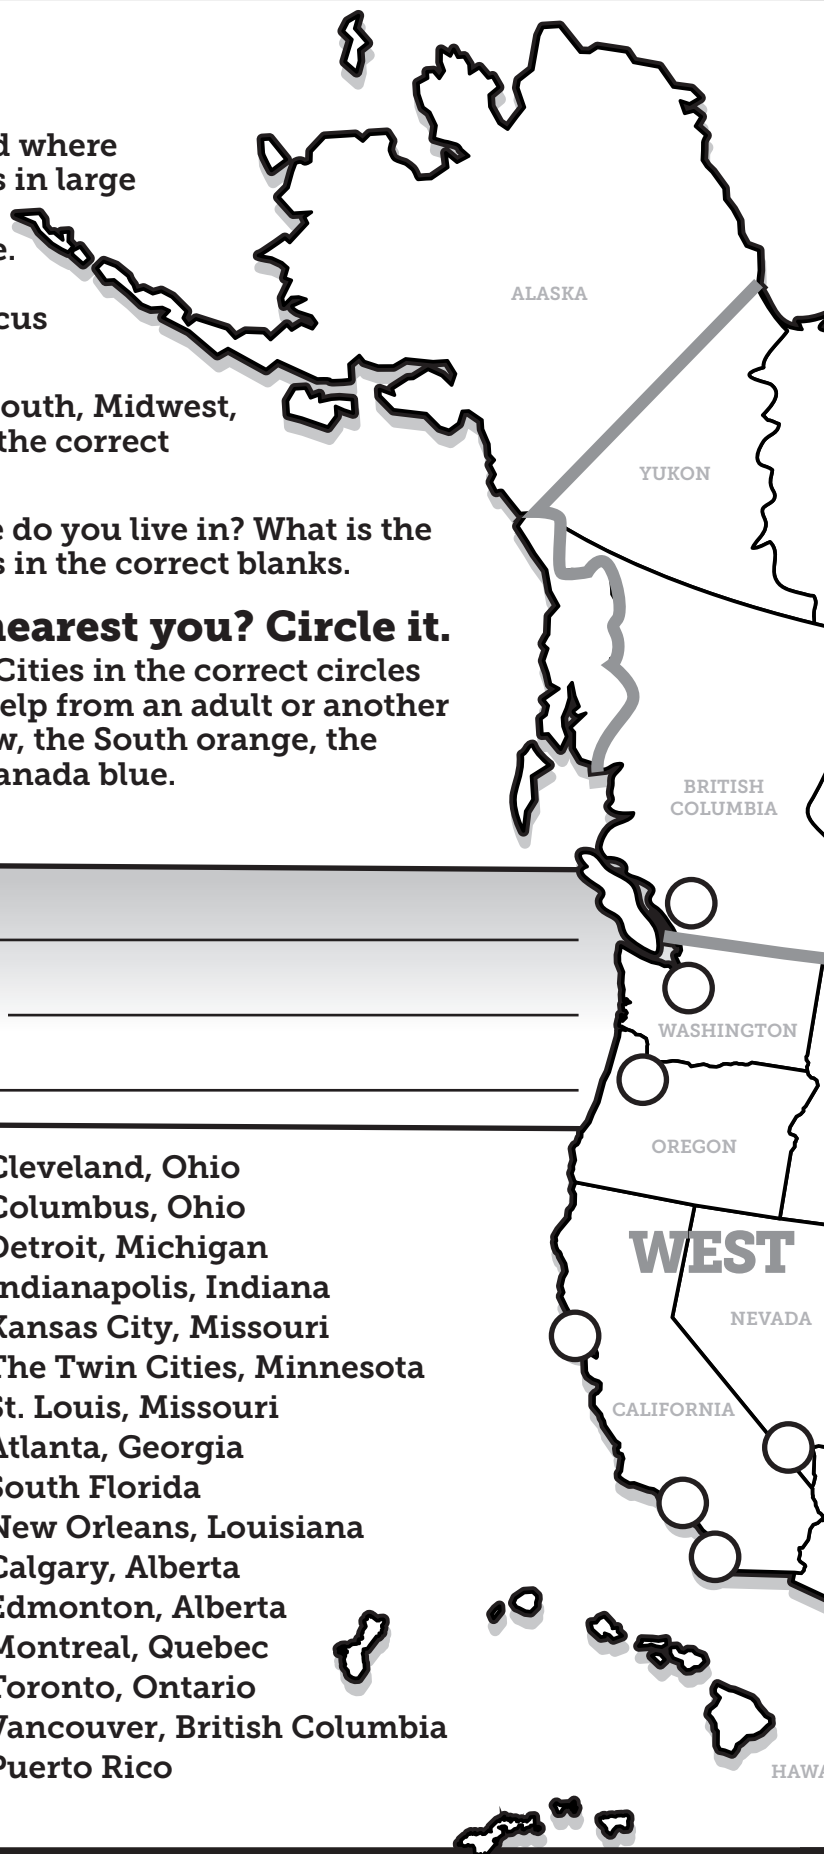 d where
s in large
e.
cus
outh, Midwest,
the correct
e do you live in? What is the
s in the correct blanks.
nearest you? Circle it.
Cities in the correct circles
elp from an adult or another
w, the South orange, the
anada blue.
Cleveland, Ohio
Columbus, Ohio
Detroit, Michigan
Indianapolis, Indiana
Kansas City, Missouri
The Twin Cities, Minnesota
St. Louis, Missouri
Atlanta, Georgia
South Florida
New Orleans, Louisiana
Calgary, Alberta
Edmonton, Alberta
Montreal, Quebec
Toronto, Ontario
Vancouver, British Columbia
Puerto Rico
ALASKA
YUKON
BRITISH
COLUMBIA
WASHINGTON
OREGON
WEST
NEVADA
CALIFORNIA
HAWA